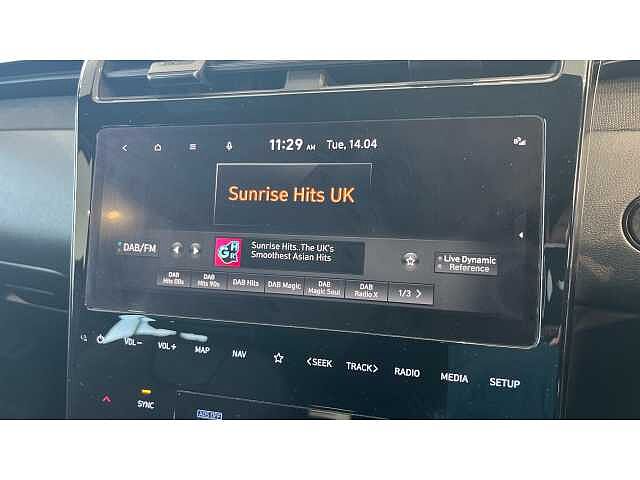 11:29 AM Tue, 14.04
Sunrise Hits UK
DAB/FM
GHR
Sunrise Hits..The UK's
Smoothest Asian Hits
Live Dynamic
Reference
DAB
Hits 80s
DAB
Hits 90s
DAB Hits
DAB Magic
DAB
Magic Soul
DAB
Radio X
1/3 >
VOL-
VOL+
MAP
NAV
<SEEK
TRACK>
RADIO
MEDIA
SETUP
SYNC